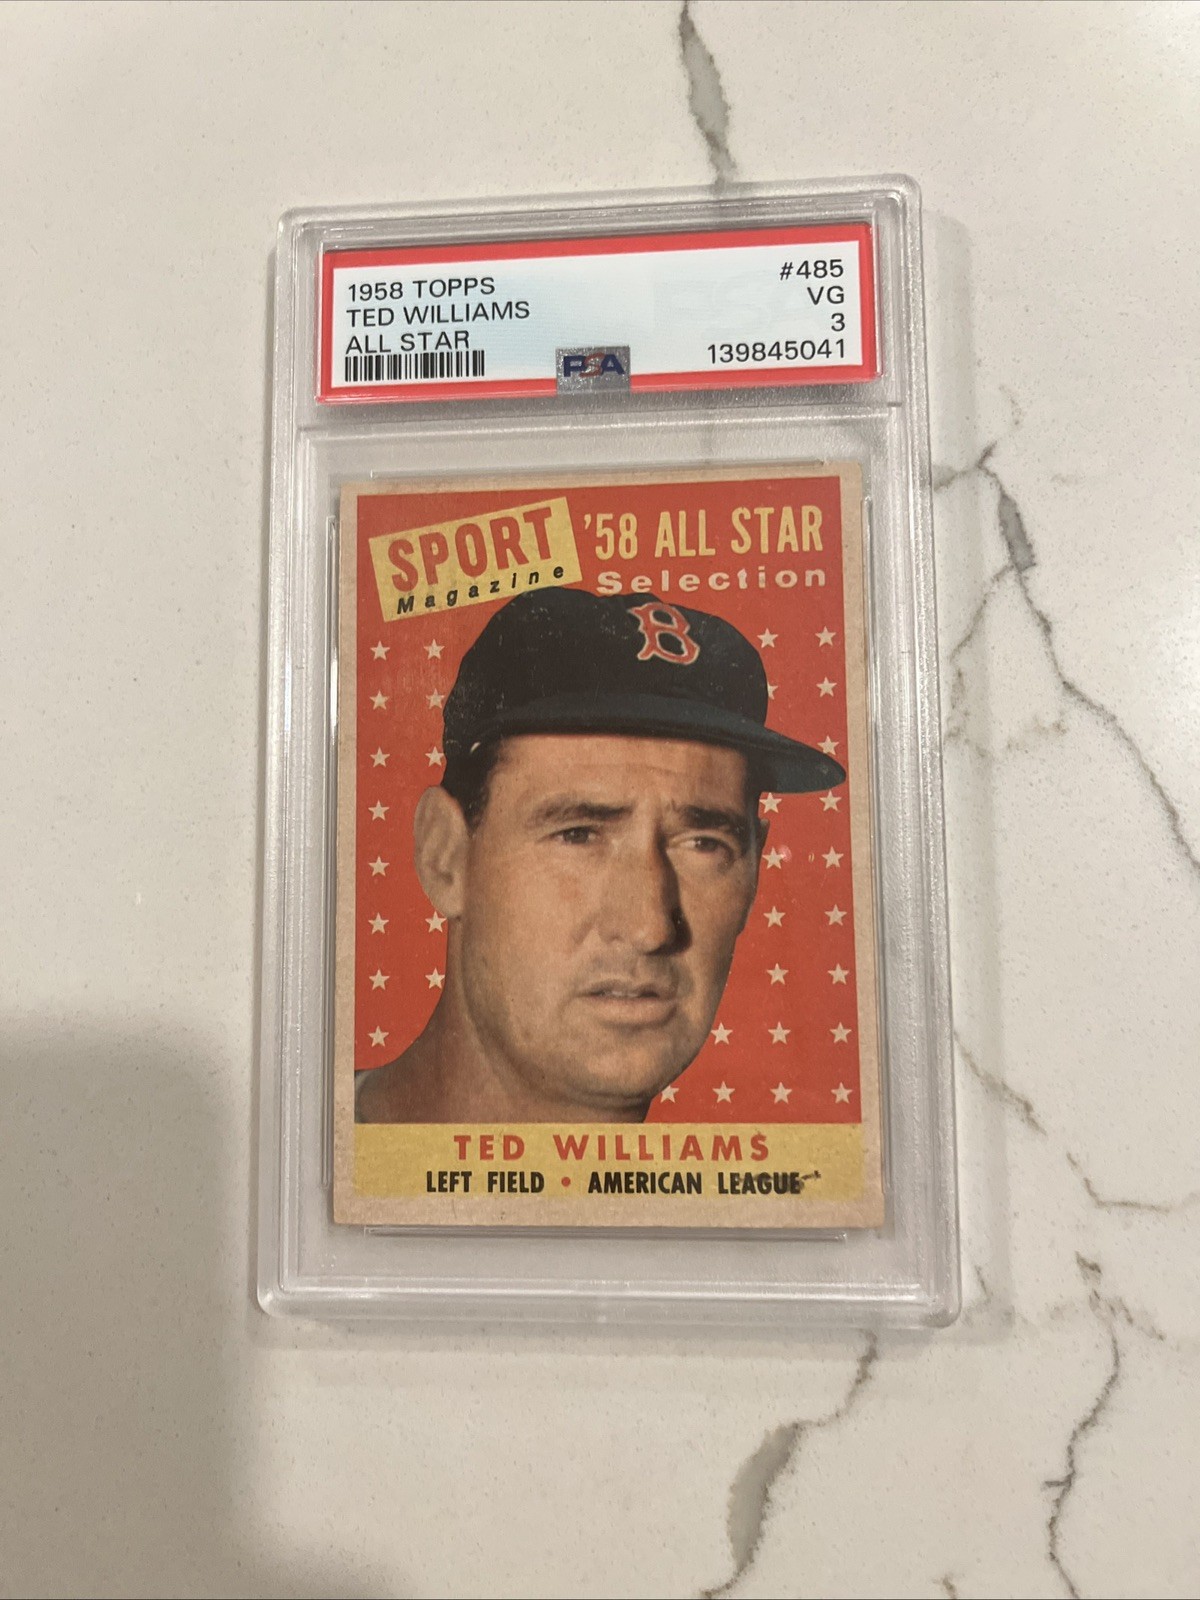 1958 TOPPS #485
TED WILLIAMS VG
ALL STAR 3
PSA 139845041
SPORT '58 ALL STAR
Magazine Selection
B
TED WILLIAMS
LEFT FIELD • AMERICAN LEAGUE